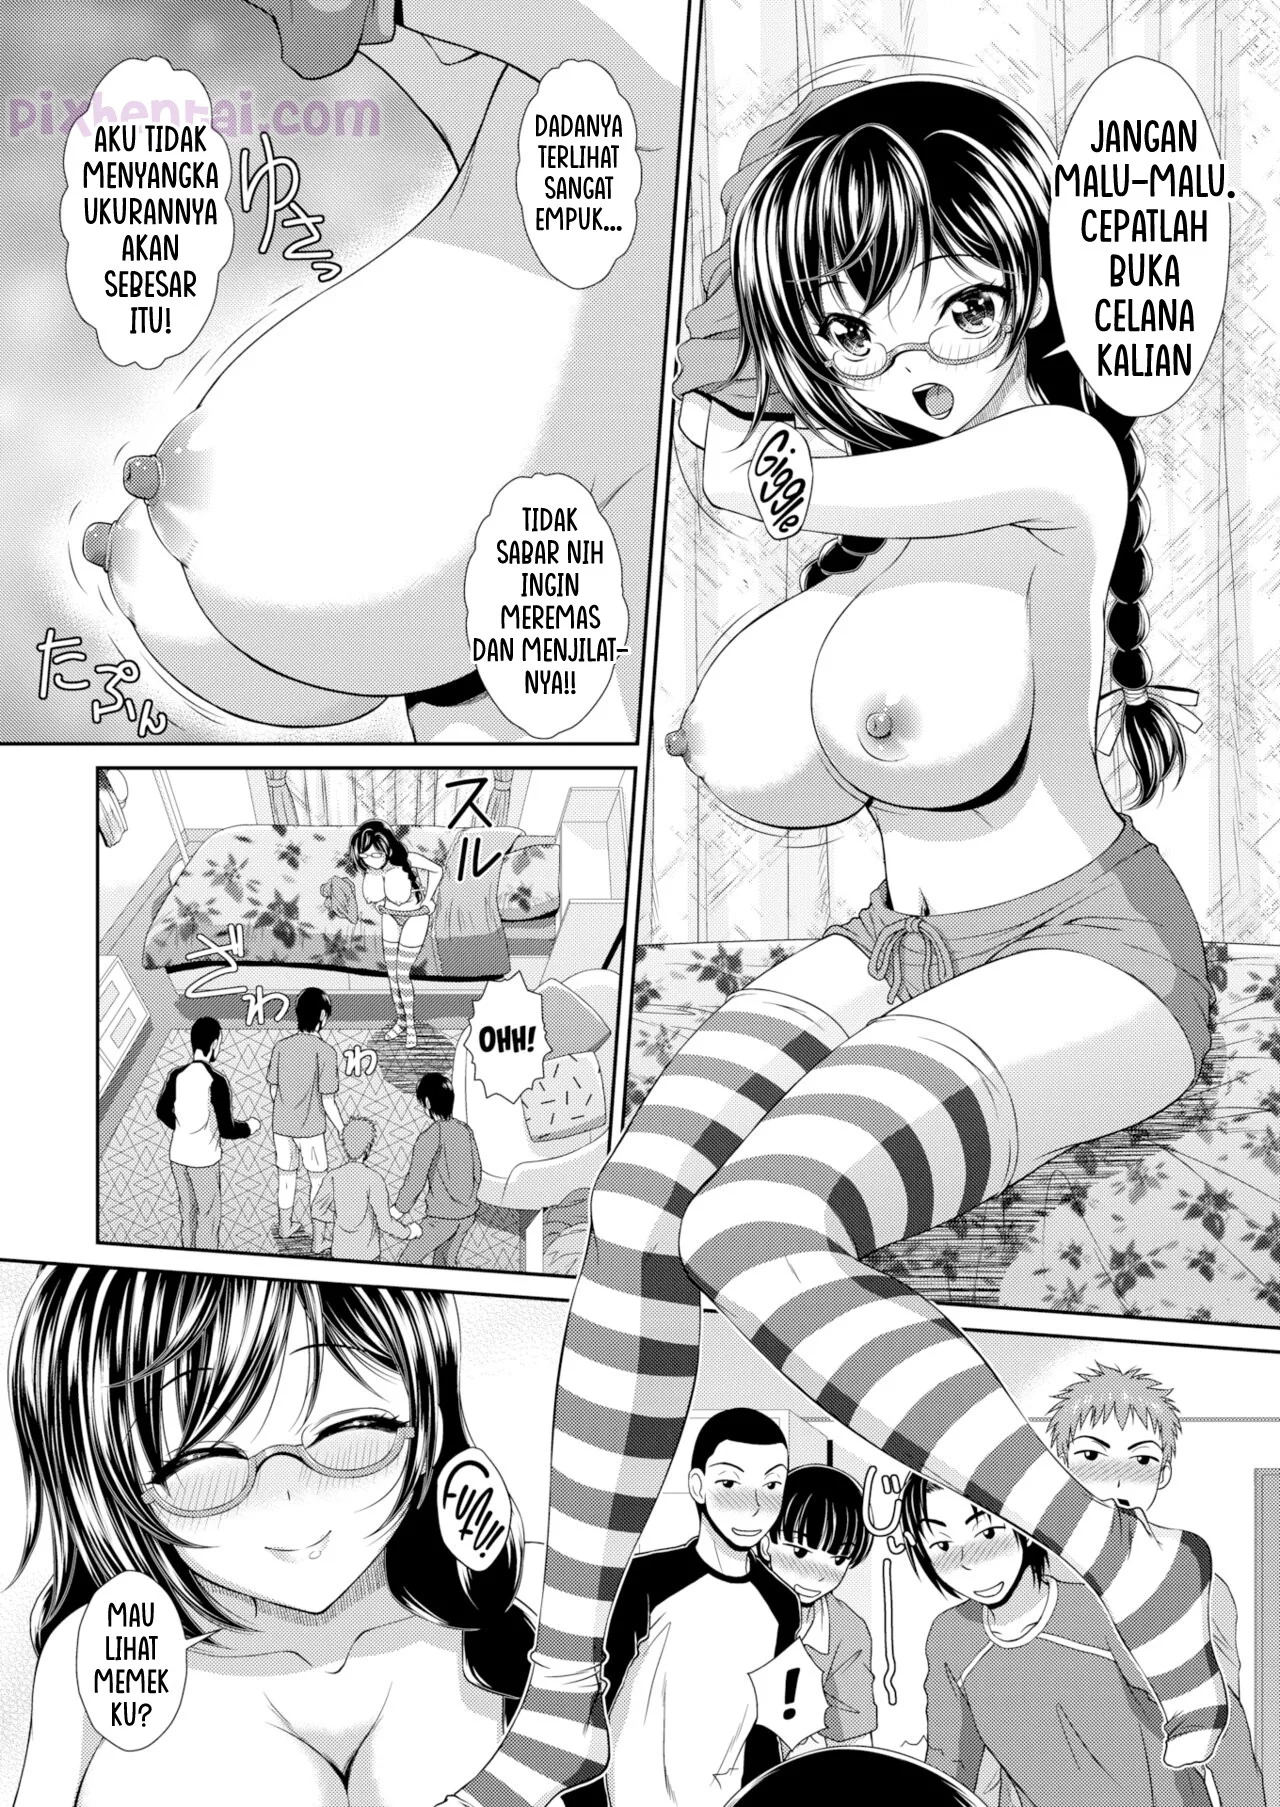 pixhentai.com
AKU TIDAK
MENYANGKA
UKURANNYA
AKAN
SEBESAR
ITU!
ゆさっ
DADANYA
TERLIHAT
SANGAT
EMPUK...
JANGAN
MALU-MALU.
CEPATLAH
BUKA
CELANA
KALIAN
Giggle
TIDAK
SABAR NIH
INGIN
MEREMAS
DAN MENJILAT-
NYA!!
たぷん
スル
ざわ
わ
OHH!
Fufufu!
MAU
LIHAT
MEMEK
KU?
!